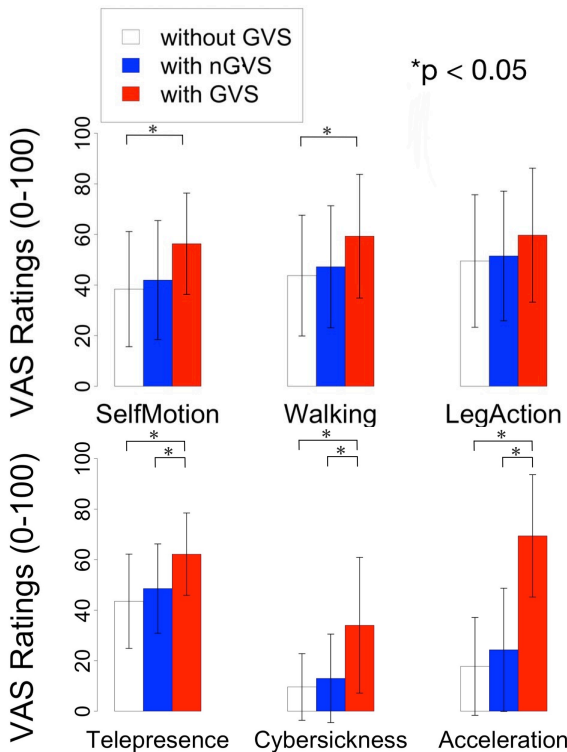 without GVS
with nGVS
with GVS
*p < 0.05
VAS Ratings (0-100)
100
80
60
40
20
0
*
*
SelfMotion Walking LegAction
VAS Ratings (0-100)
100
80
60
40
20
0
* * *
* * *
Telepresence Cybersickness Acceleration